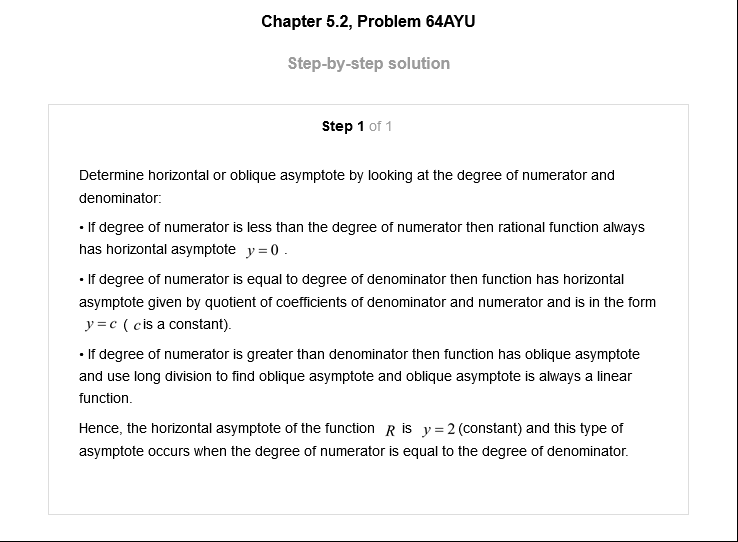 Chapter 5.2, Problem 64AYU
Step-by-step solution
Step 1 of 1
Determine horizontal or oblique asymptote by looking at the degree of numerator and
denominator:
• If degree of numerator is less than the degree of numerator then rational function always
has horizontal asymptote y = 0 .
• If degree of numerator is equal to degree of denominator then function has horizontal
asymptote given by quotient of coefficients of denominator and numerator and is in the form
y = c ( c is a constant).
• If degree of numerator is greater than denominator then function has oblique asymptote
and use long division to find oblique asymptote and oblique asymptote is always a linear
function.
Hence, the horizontal asymptote of the function R is y = 2 (constant) and this type of
asymptote occurs when the degree of numerator is equal to the degree of denominator.